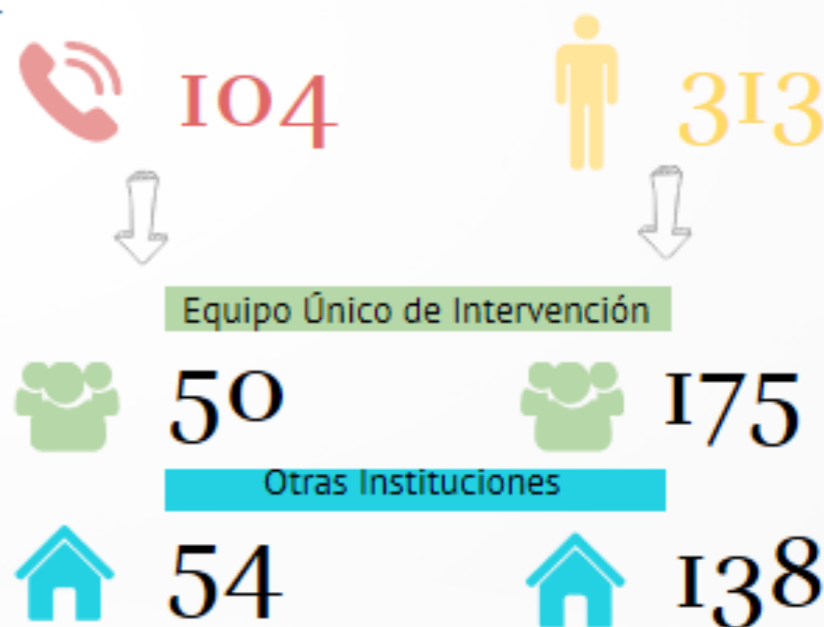 104 313
Equipo Único de Intervención
50 175
Otras Instituciones
54 138